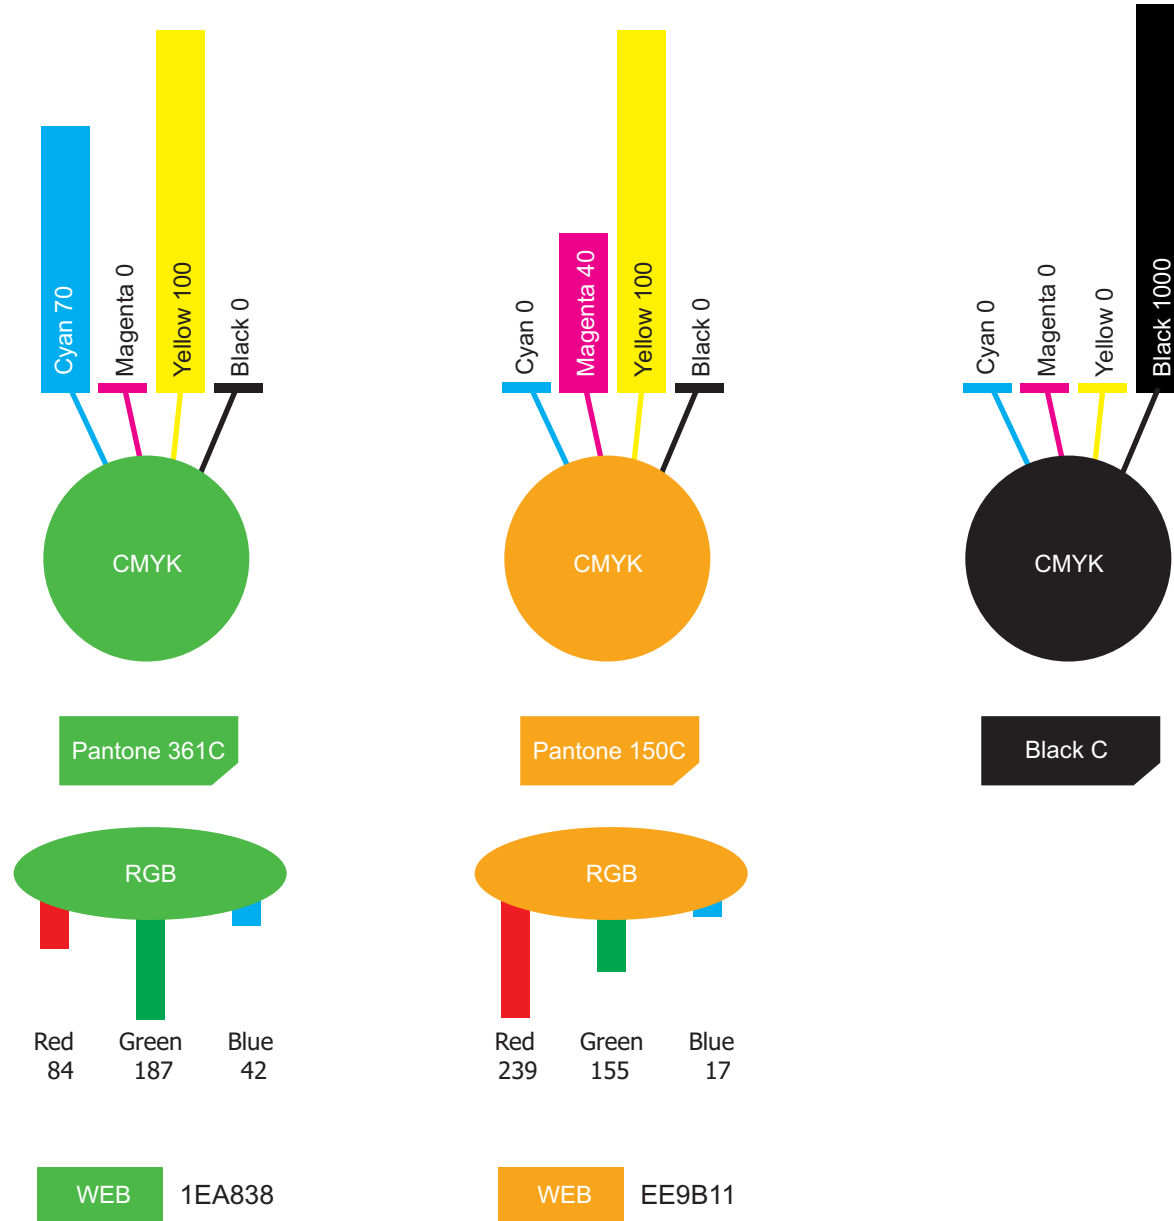 Cyan 70
Magenta 0
Yellow 100
Black 0
CMYK
Pantone 361C
RGB
Red
84
Green
187
Blue
42
WEB
1EA838
Cyan 0
Magenta 40
Yellow 100
Black 0
CMYK
Pantone 150C
RGB
Red
239
Green
155
Blue
17
WEB
EE9B11
Cyan 0
Magenta 0
Yellow 0
Black 1000
CMYK
Black C